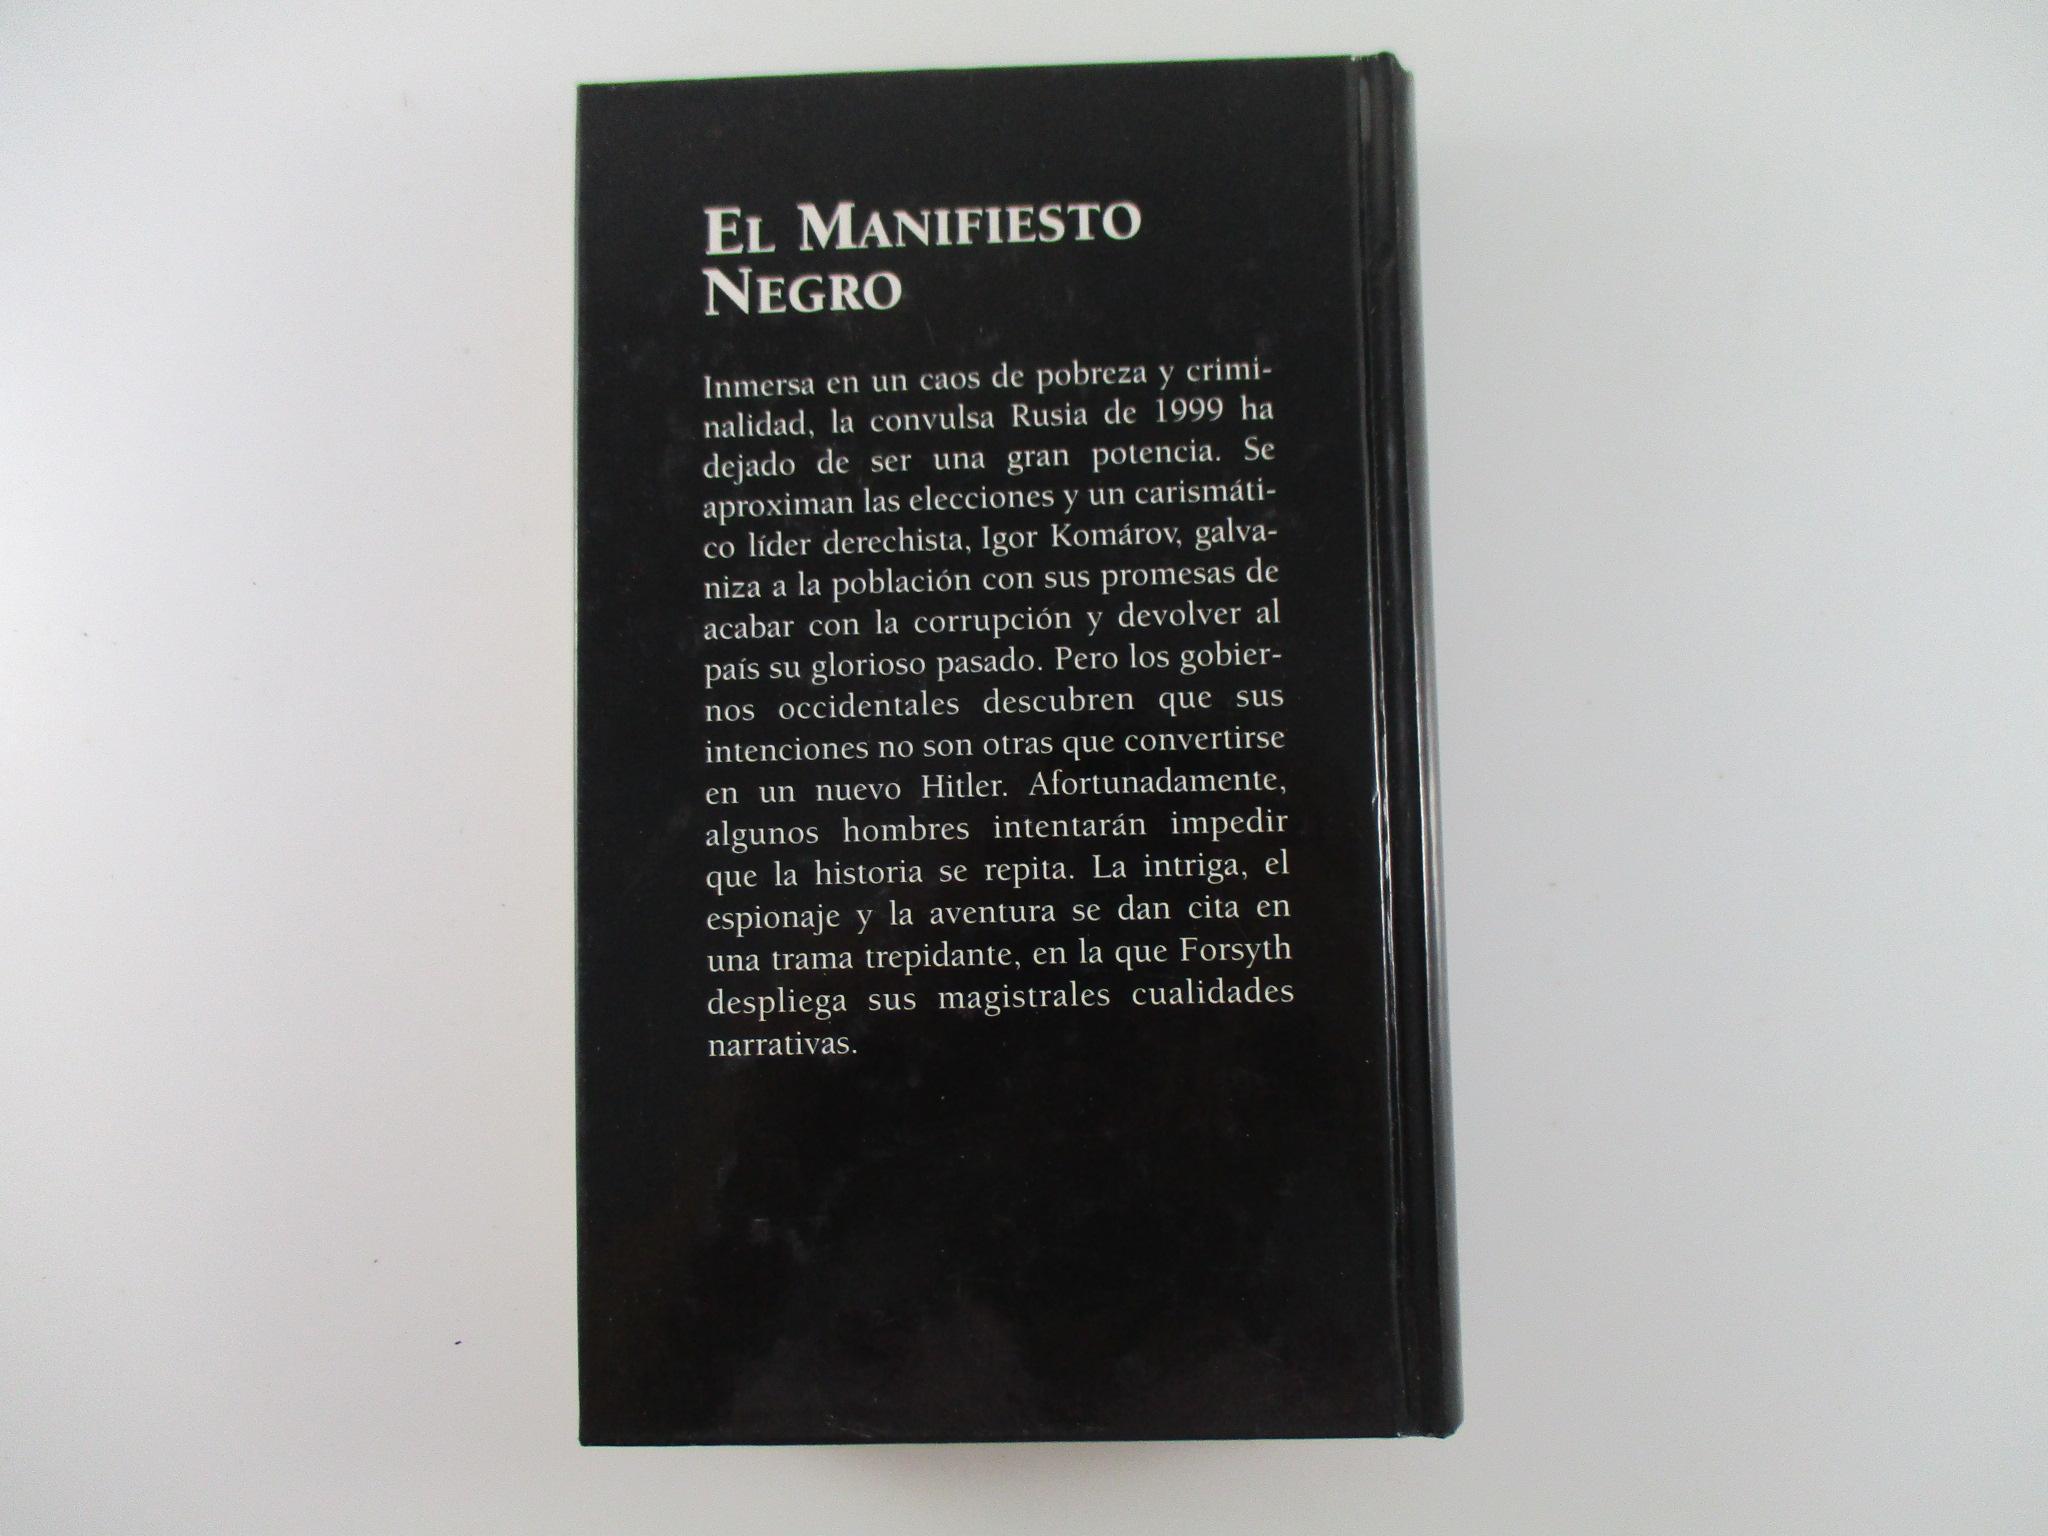 EL MANIFIESTO
NEGRO
Inmersa en un caos de pobreza y crimi-
nalidad, la convulsa Rusia de 1999 ha
dejado de ser una gran potencia. Se
aproximan las elecciones y un carismáti-
co líder derechista, Igor Komárov, galva-
niza a la población con sus promesas de
acabar con la corrupción y devolver al
país su glorioso pasado. Pero los gobier-
nos occidentales descubren que sus
intenciones no son otras que convertirse
en un nuevo Hitler. Afortunadamente,
algunos hombres intentarán impedir
que la historia se repita. La intriga, el
espionaje y la aventura se dan cita en
una trama trepidante, en la que Forsyth
despliega sus magistrales cualidades
narrativas.